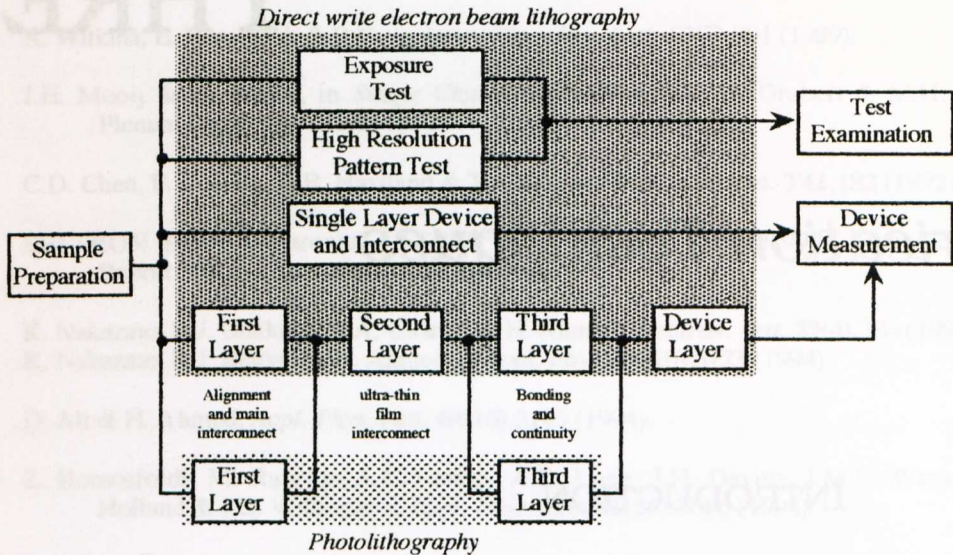 Direct write electron beam lithography
Exposure
Test
High Resolution
Pattern Test
Test
Examination
Single Layer Device
and Interconnect
Device
Measurement
Sample
Preparation
First
Layer
Second
Layer
Third
Layer
Device
Layer
Alignment
and main
interconnect
ultra-thin
film
interconnect
Bonding
and
continuity
First
Layer
Third
Layer
Photolithography
INTRODUCTION